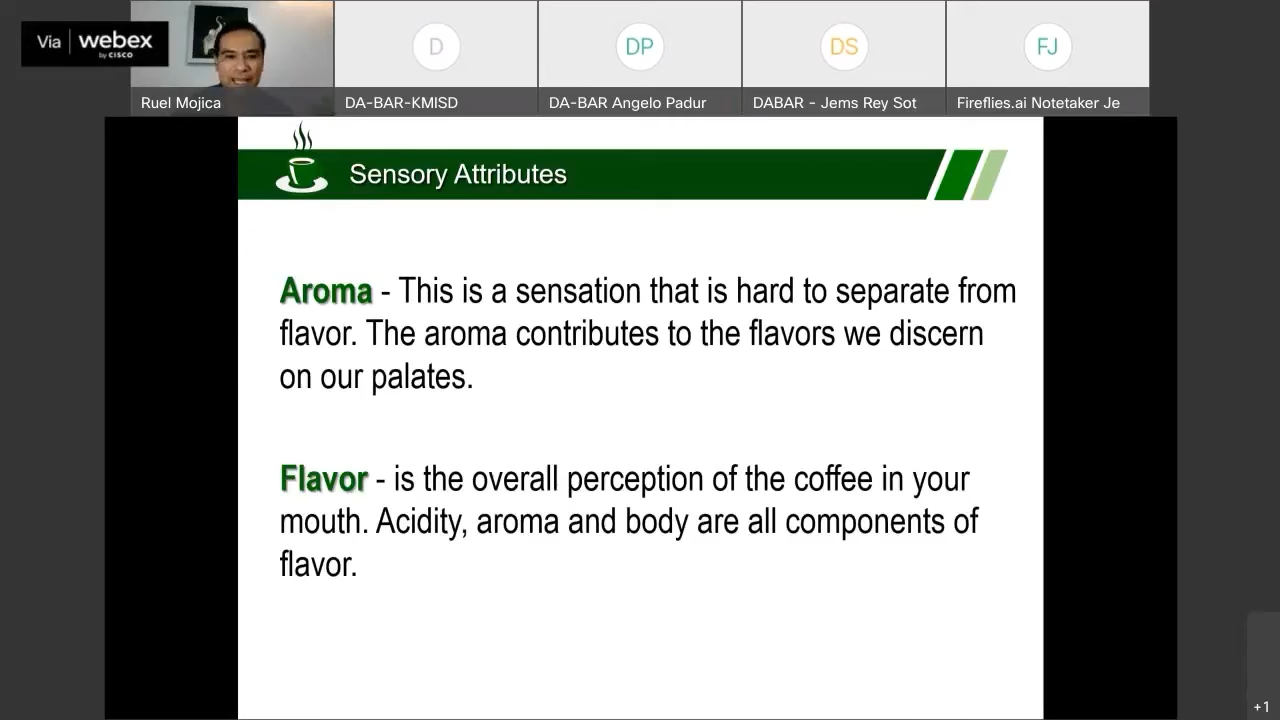 Via webex
by CISCO
Ruel Mojica
DA-BAR-KMISD
DA-BAR Angelo Padur
DABAR - Jems Rey Sot
Fireflies.ai Notetaker Je
D
DP
DS
FJ
Sensory Attributes
Aroma - This is a sensation that is hard to separate from
flavor. The aroma contributes to the flavors we discern
on our palates.
Flavor - is the overall perception of the coffee in your
mouth. Acidity, aroma and body are all components of
flavor.
+1